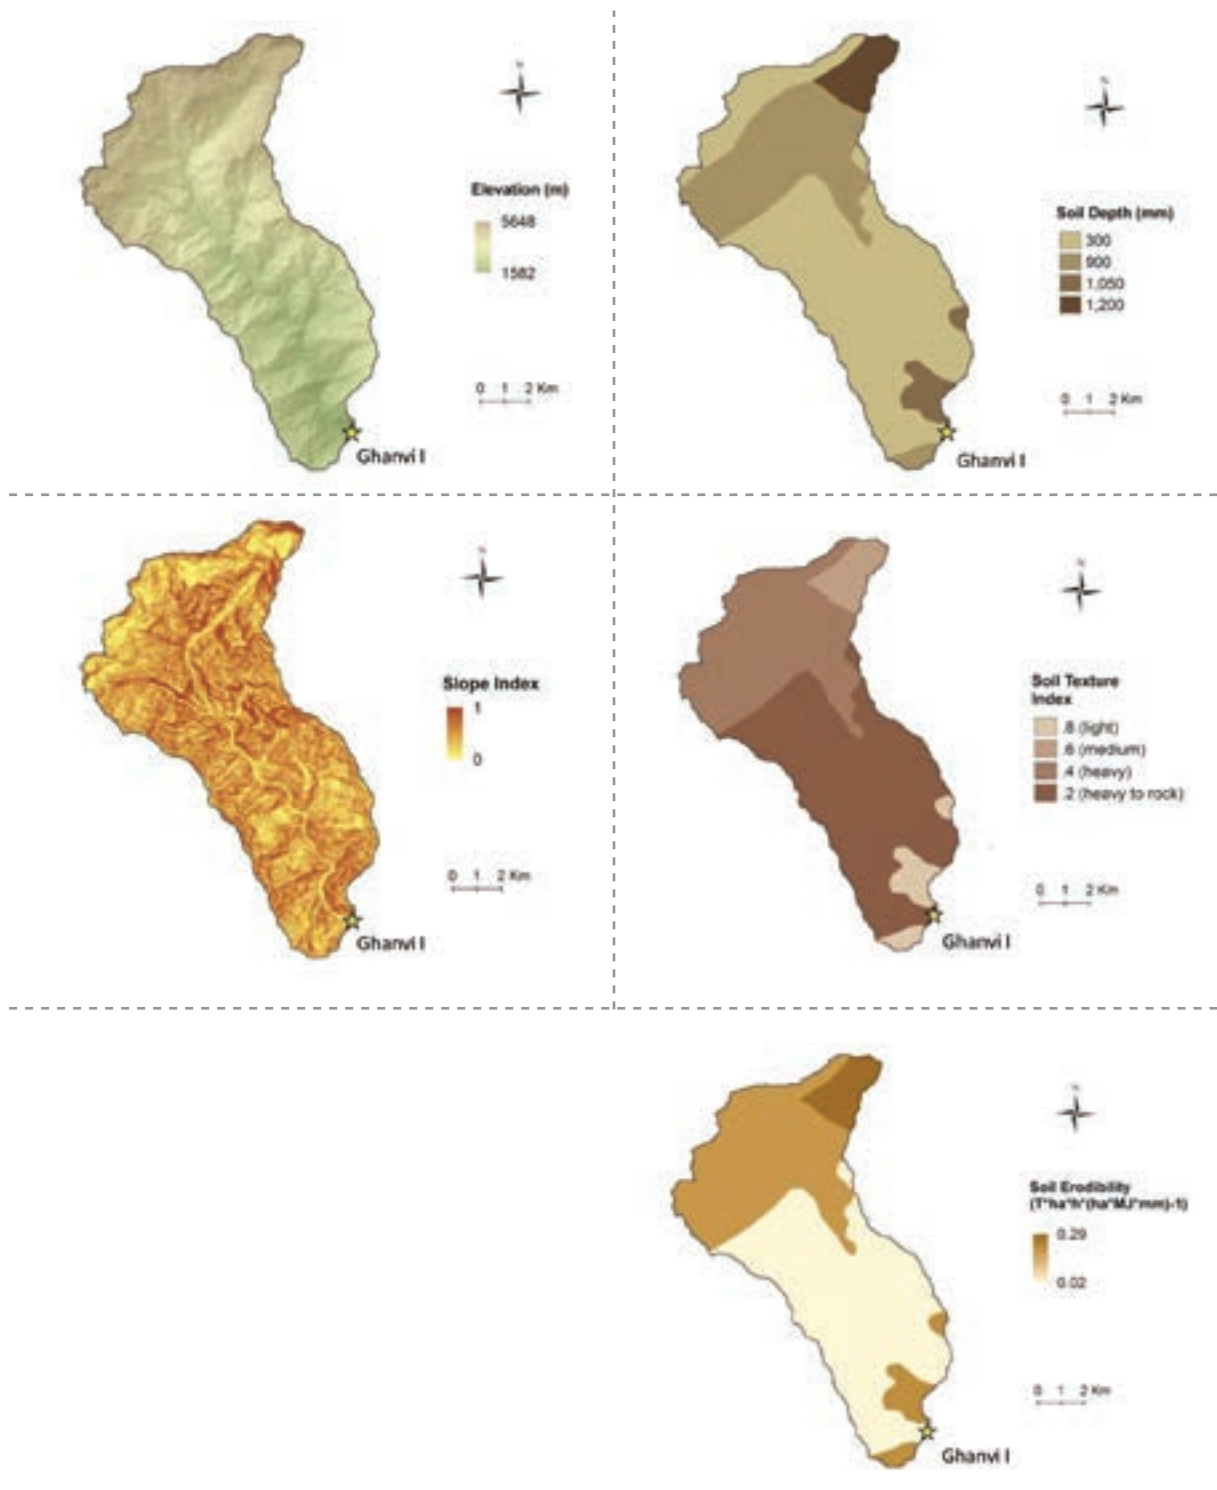 N
Elevation (m)
5648
1582
0 1 2 Km
Ghanvi I
N
Soil Depth (mm)
300
900
1,050
1,200
0 1 2 Km
Ghanvi I
N
Slope Index
1
0
0 1 2 Km
Ghanvi I
N
Soil Texture
Index
.8 (light)
.6 (medium)
.4 (heavy)
.2 (heavy to rock)
0 1 2 Km
Ghanvi I
N
Soil Erodibility
(T*ha*h*(ha*MJ*mm)-1)
0.29
0.02
0 1 2 Km
Ghanvi I